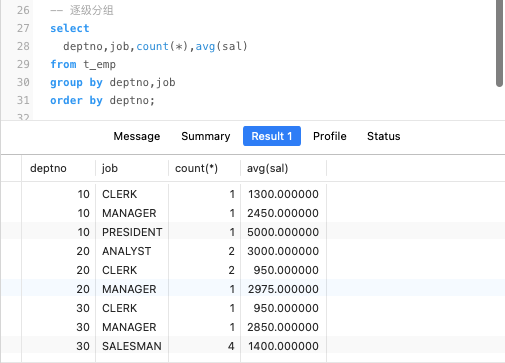 26 -- 逐级分组
27 select
28 deptno,job,count(*),avg(sal)
29 from t_emp
30 group by deptno,job
31 order by deptno;
32
Message Summary Result 1 Profile Status
deptno job count(*) avg(sal)
10 CLERK 1 1300.000000
10 MANAGER 1 2450.000000
10 PRESIDENT 1 5000.000000
20 ANALYST 2 3000.000000
20 CLERK 2 950.000000
20 MANAGER 1 2975.000000
30 CLERK 1 950.000000
30 MANAGER 1 2850.000000
30 SALESMAN 4 1400.000000